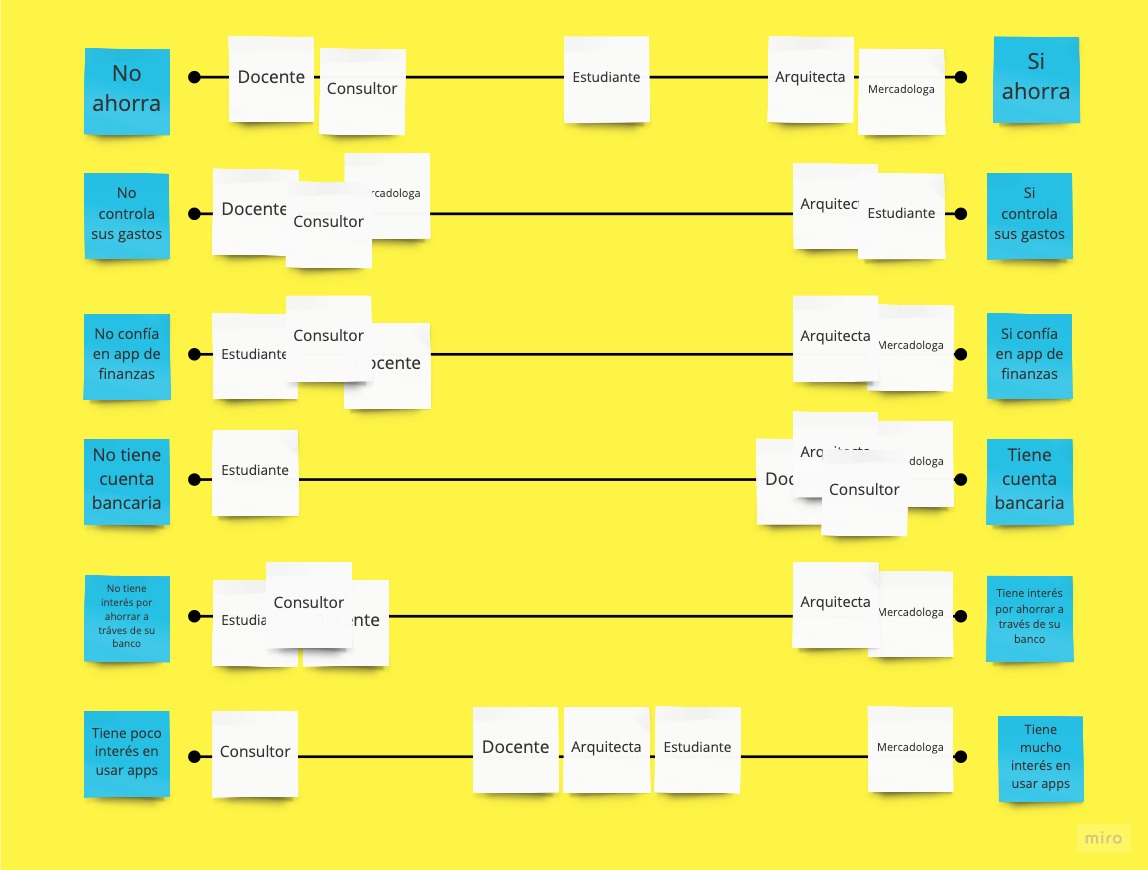 No
ahorra
Docente
Consultor
Estudiante
Arquitecta
Mercadologa
Si
ahorra
No
controla
sus gastos
Docente
Consultor
rcadologa
Arquitec
Estudiante
Si
controla
sus gastos
No confía
en app de
finanzas
Estudiante
Consultor
ocente
Arquitecta
Mercadologa
Si confía
en app de
finanzas
No tiene
cuenta
bancaria
Estudiante
Doc
Arquitecta
Consultor
dologa
Tiene
cuenta
bancaria
No tiene
interés por
ahorrar a
tráves de su
banco
Estudia
Consultor
ente
Arquitecta
Mercadologa
Tiene interés
por ahorrar a
través de su
banco
Tiene poco
interés en
usar apps
Consultor
Docente
Arquitecta
Estudiante
Mercadologa
Tiene
mucho
interés en
usar apps
miro